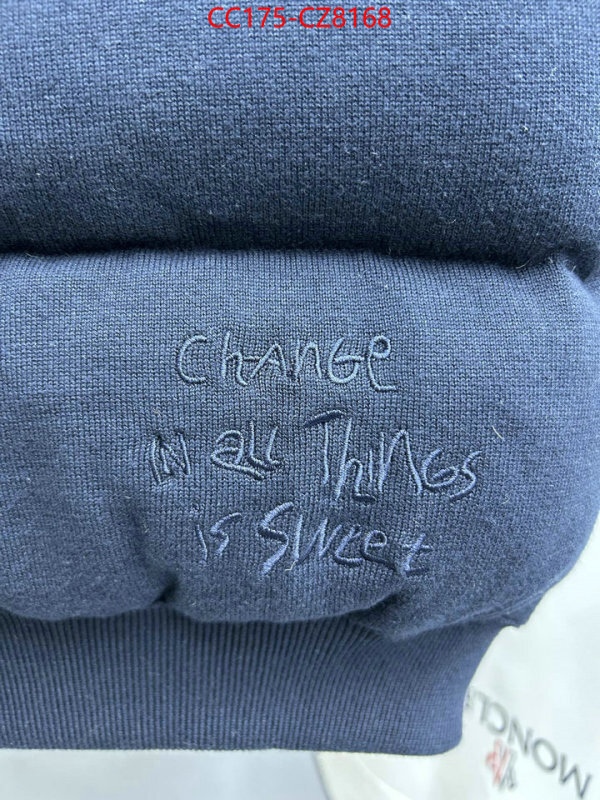 CC175-CZ8168
CHANGe
IN all THINGS
is SWeet
MONCL